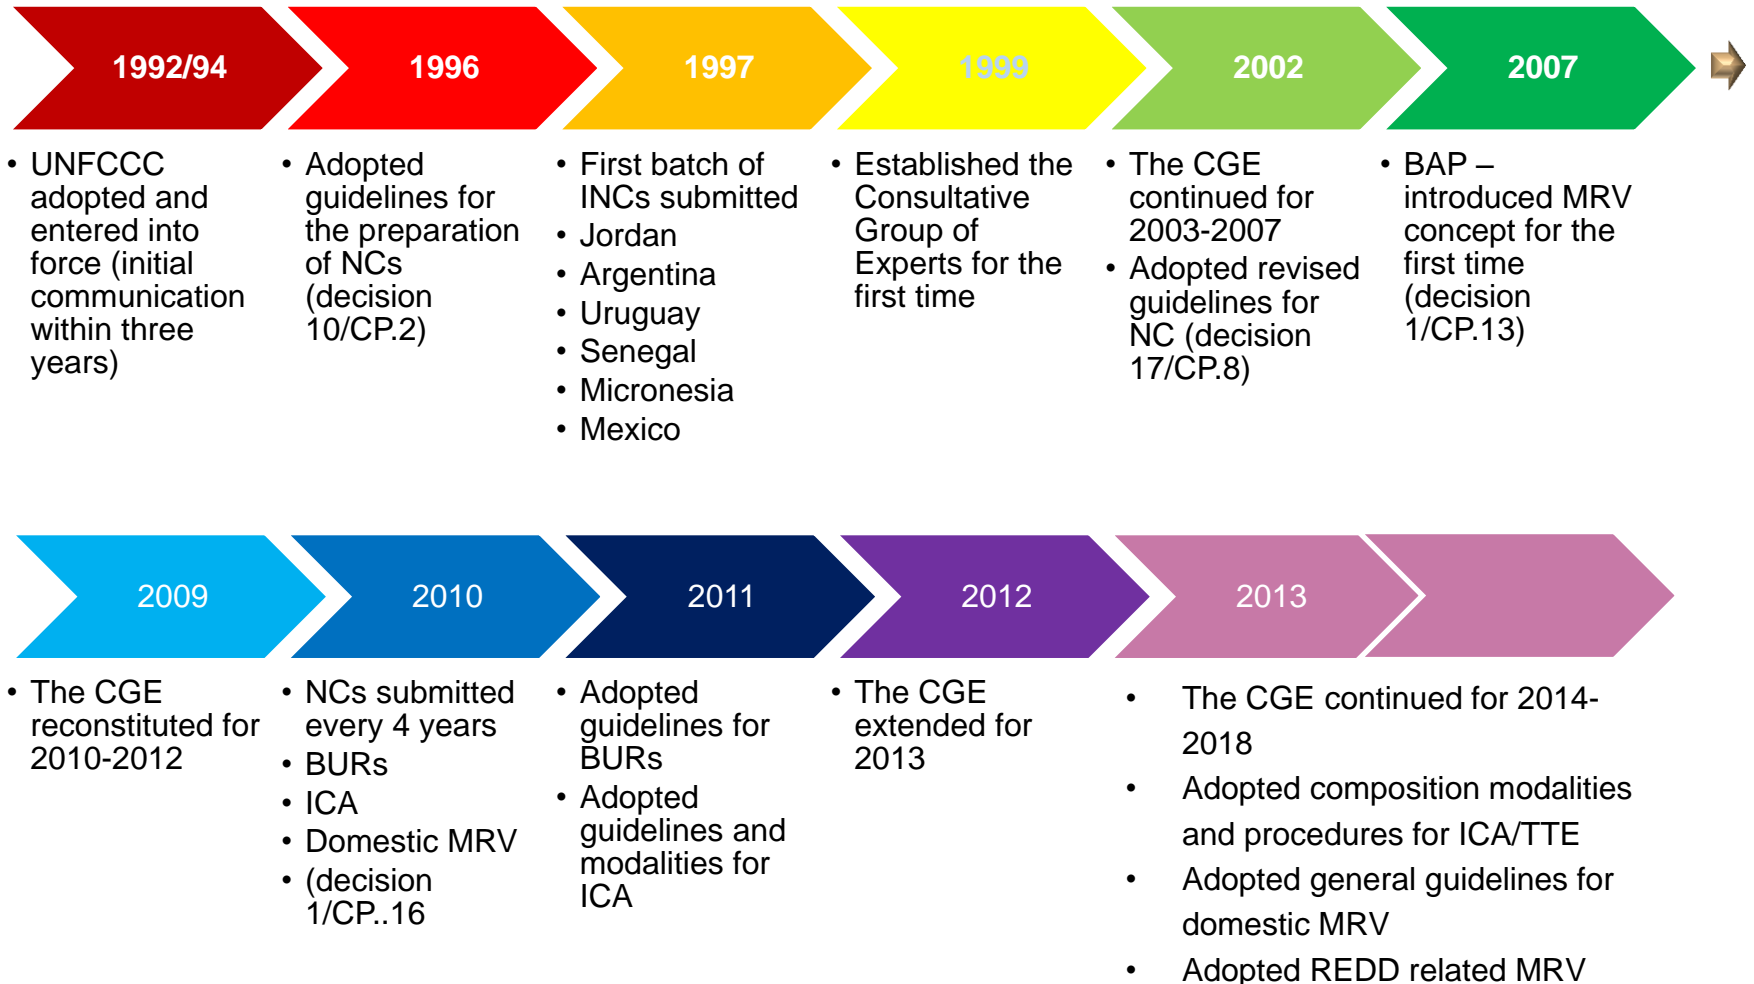 1992/94
1996
1997
1999
2002
2007
• UNFCCC
adopted and
entered into
force (initial
communication
within three
years)
• Adopted
guidelines for
the preparation
of NCs
(decision
10/CP.2)
• First batch of
INCs submitted
• Jordan
• Argentina
• Uruguay
• Senegal
• Micronesia
• Mexico
• Established the
Consultative
Group of
Experts for the
first time
• The CGE
continued for
2003-2007
• Adopted revised
guidelines for
NC (decision
17/CP.8)
• BAP –
introduced MRV
concept for the
first time
(decision
1/CP.13)
2009
2010
2011
2012
2013
• The CGE
reconstituted for
2010-2012
• NCs submitted
every 4 years
• BURs
• ICA
• Domestic MRV
• (decision
1/CP..16
• Adopted
guidelines for
BURs
• Adopted
guidelines and
modalities for
ICA
• The CGE
extended for
2013
• The CGE continued for 2014-
2018
• Adopted composition modalities
and procedures for ICA/TTE
• Adopted general guidelines for
domestic MRV
• Adopted REDD related MRV